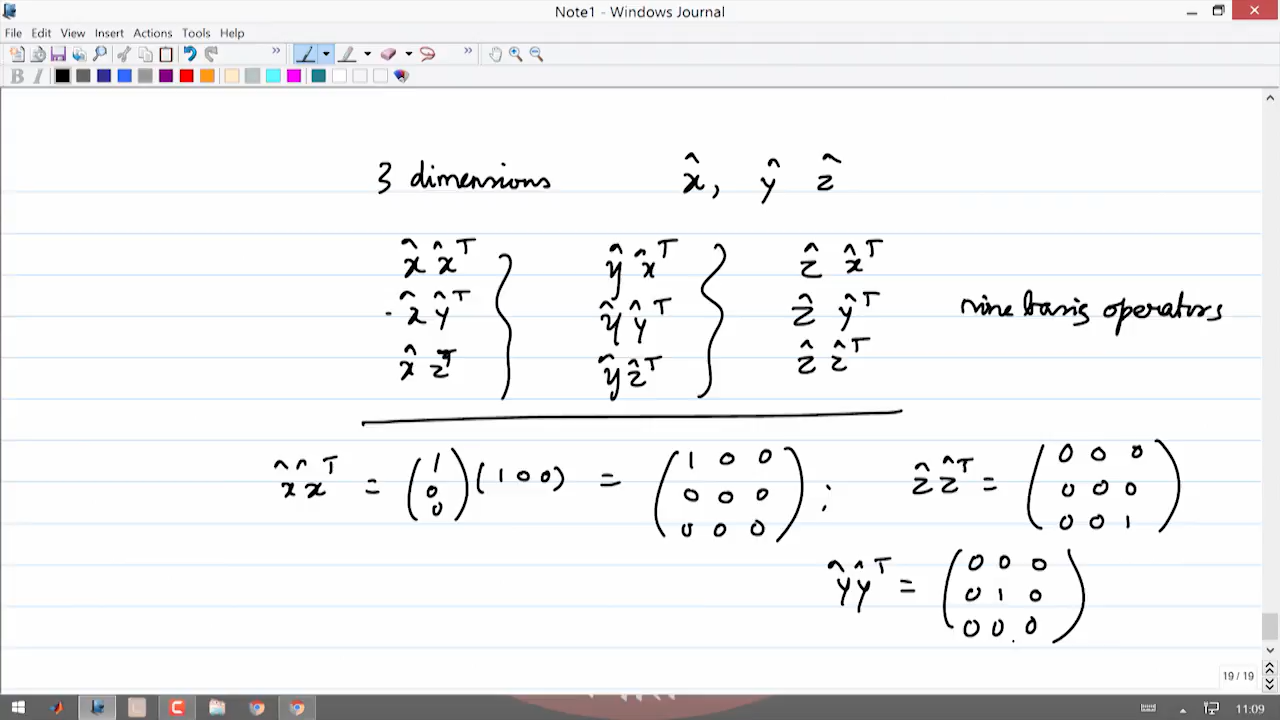 Note1 - Windows Journal
File Edit View Insert Actions Tools Help
B I
3 dimensions x̂, ŷ ẑ
x̂ x̂ᵀ ŷ x̂ᵀ ẑ x̂ᵀ
x̂ ŷᵀ ŷ ŷᵀ ẑ ŷᵀ nine basis operators
x̂ zᵀ ŷ ẑᵀ ẑ ẑᵀ
x̂ x̂ᵀ = (1 0 0) (1 0 0) = (1 0 0 ; ẑ ẑᵀ = (0 0 0
0 0 0 0 0 0
0 0 0) 0 0 1)
ŷ ŷᵀ = (0 0 0
0 1 0
0 0 0)
19 / 19
11:09